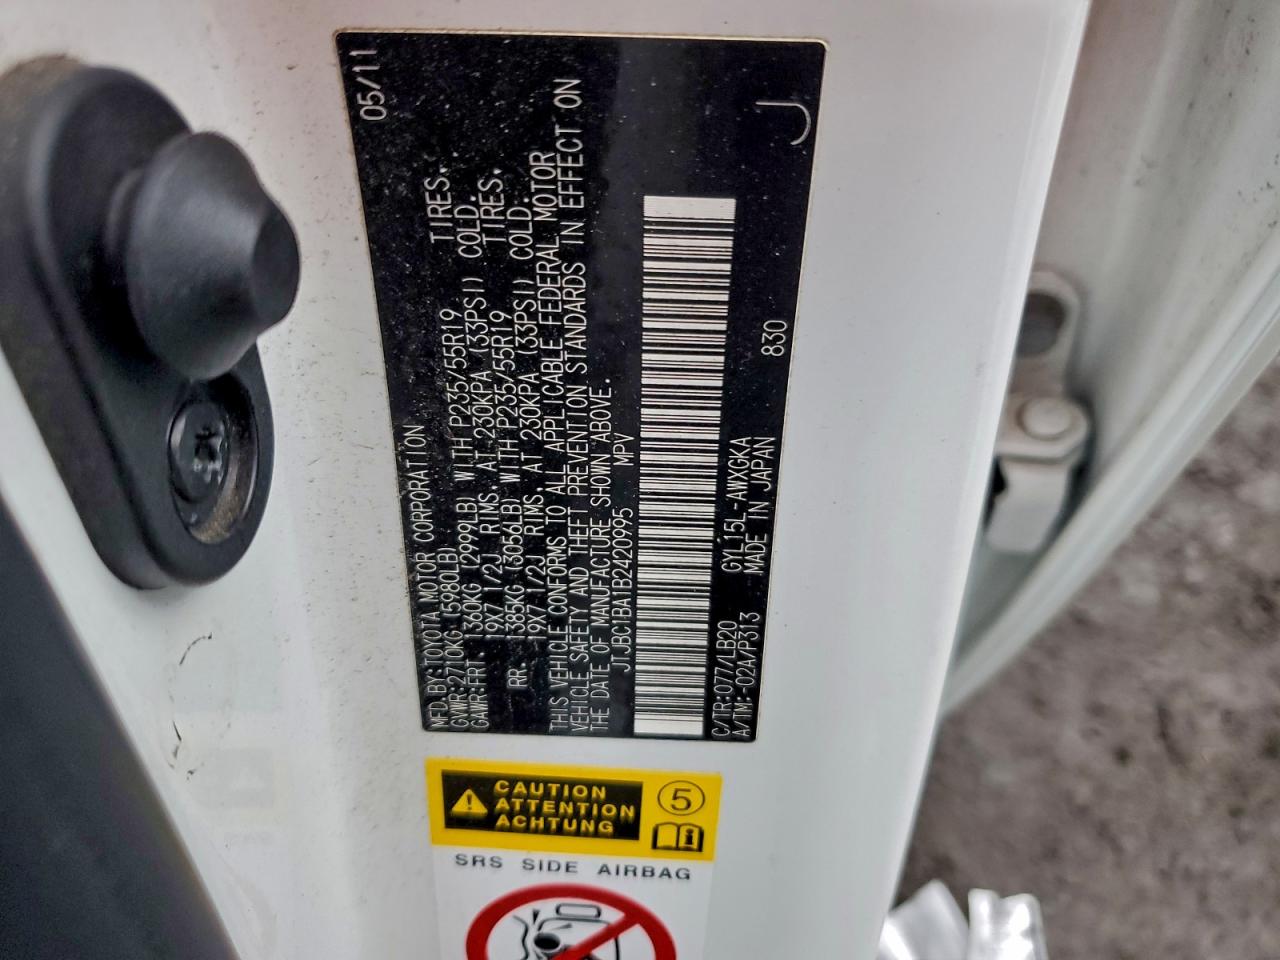 MFD. BY: TOYOTA MOTOR CORPORATION 05/11
GVWR: 2710KG (5980LB)
GAWR: FRT 1360KG (2999LB) WITH P235/55R19 TIRES,
19X7 1/2J RIMS, AT 230KPA (33PSI) COLD.
RR: 1385KG (3056LB) WITH P235/55R19 TIRES,
19X7 1/2J RIMS, AT 230KPA (33PSI) COLD.
THIS VEHICLE CONFORMS TO ALL APPLICABLE FEDERAL MOTOR
VEHICLE SAFETY AND THEFT PREVENTION STANDARDS IN EFFECT ON
THE DATE OF MANUFACTURE SHOWN ABOVE.
JTJBC1BA1B2420995 MPV
C/TR: 077/LB20 GYL15L-AWXGKA 830 J
A/TM: -02A/P313 MADE IN JAPAN
CAUTION
ATTENTION
ACHTUNG
5
SRS SIDE AIRBAG